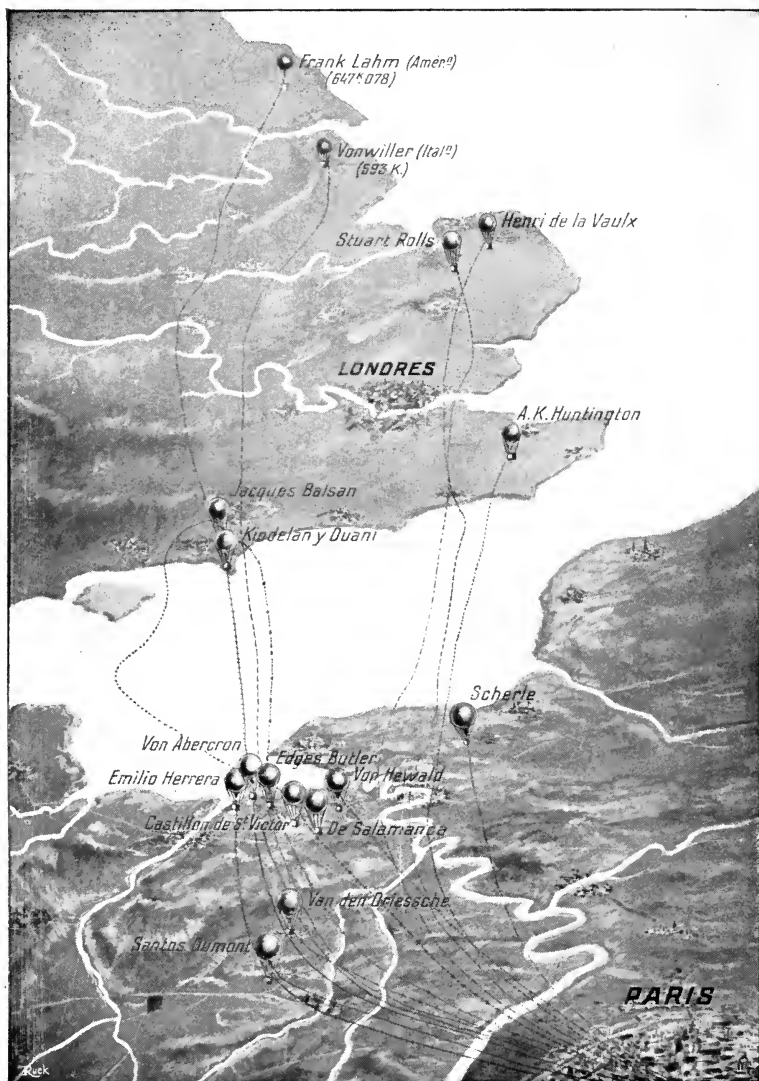 Frank Lahm (Amér.n)
(647K.078)
Vonwiller (Ital.n)
(593 K.)
Henri de la Vaulx
Stuart Rolls
LONDRES
A.K. Huntington
Jacques Balsan
Kindelan y Duani
Scherle
Von Abercron
Edges Butler
Emilio Herrera
Von Hewald
Castillon de St Victor
De Salamanca
Van den Driessche
Santos Dumont
PARIS
Ruck